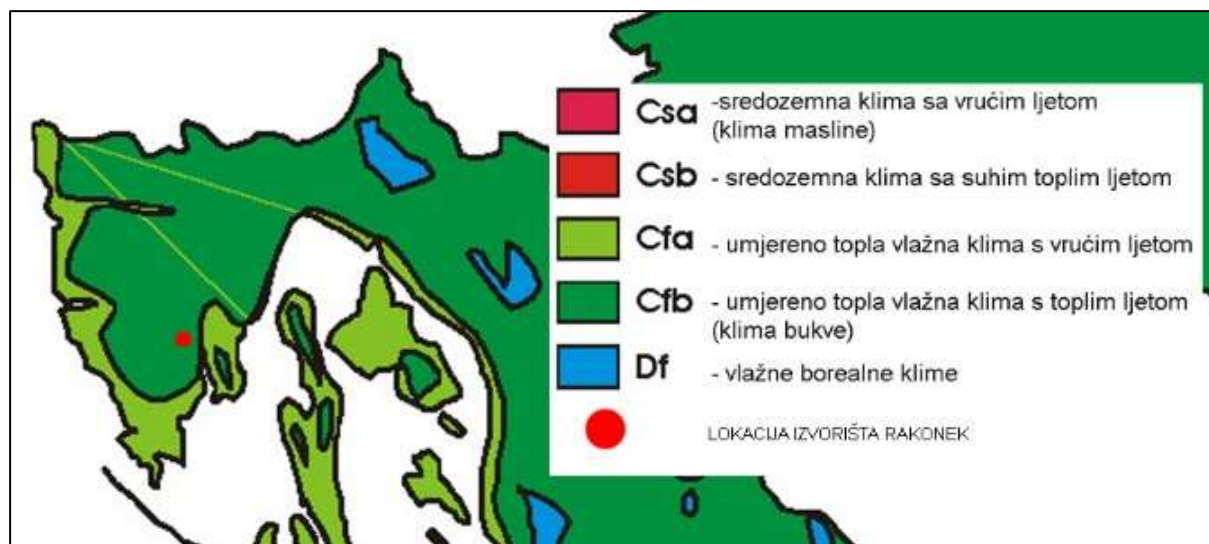 Csa -sredozemna klima sa vrućim ljetom
(klima masline)
Csb - sredozemna klima sa suhim toplim ljetom
Cfa - umjereno topla vlažna klima s vrućim ljetom
Cfb - umjereno topla vlažna klima s toplim ljetom
(klima bukve)
Df - vlažne borealne klime
LOKACIJA IZVORIŠTA RAKONEK